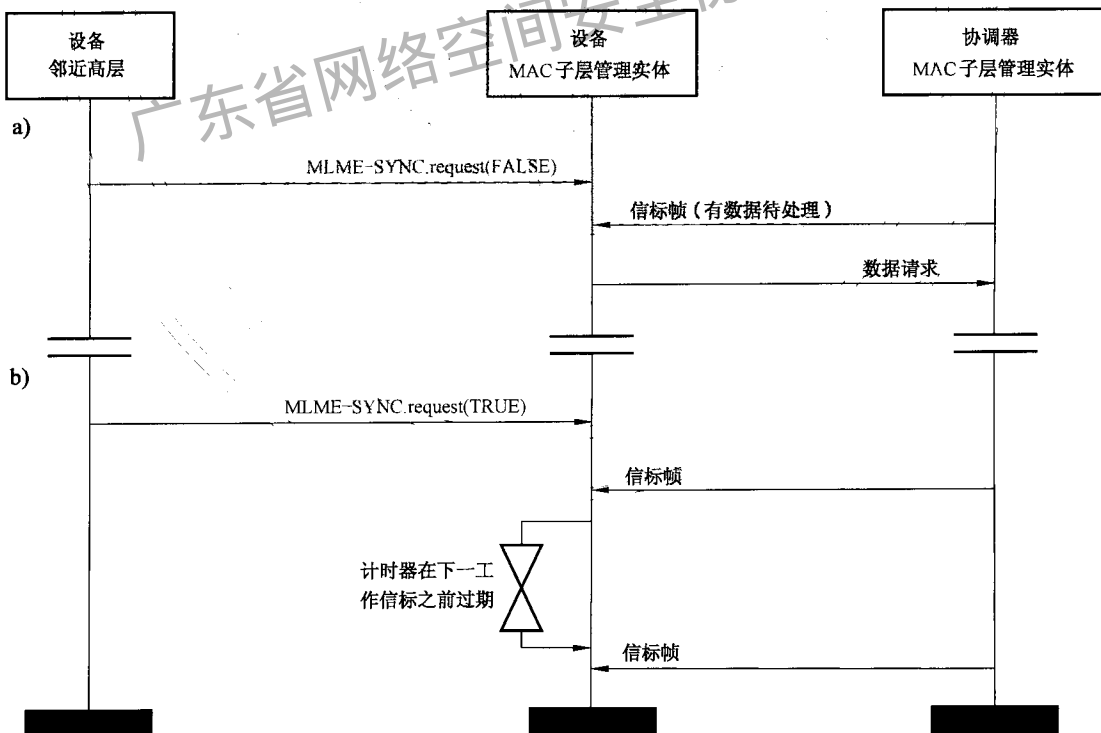 设备
邻近高层
设备
MAC子层管理实体
协调器
MAC子层管理实体
广东省网络空间安全
a)
MLME-SYNC.request(FALSE)
信标帧（有数据待处理）
数据请求
b)
MLME-SYNC.request(TRUE)
信标帧
计时器在下一工
作信标之前过期
信标帧